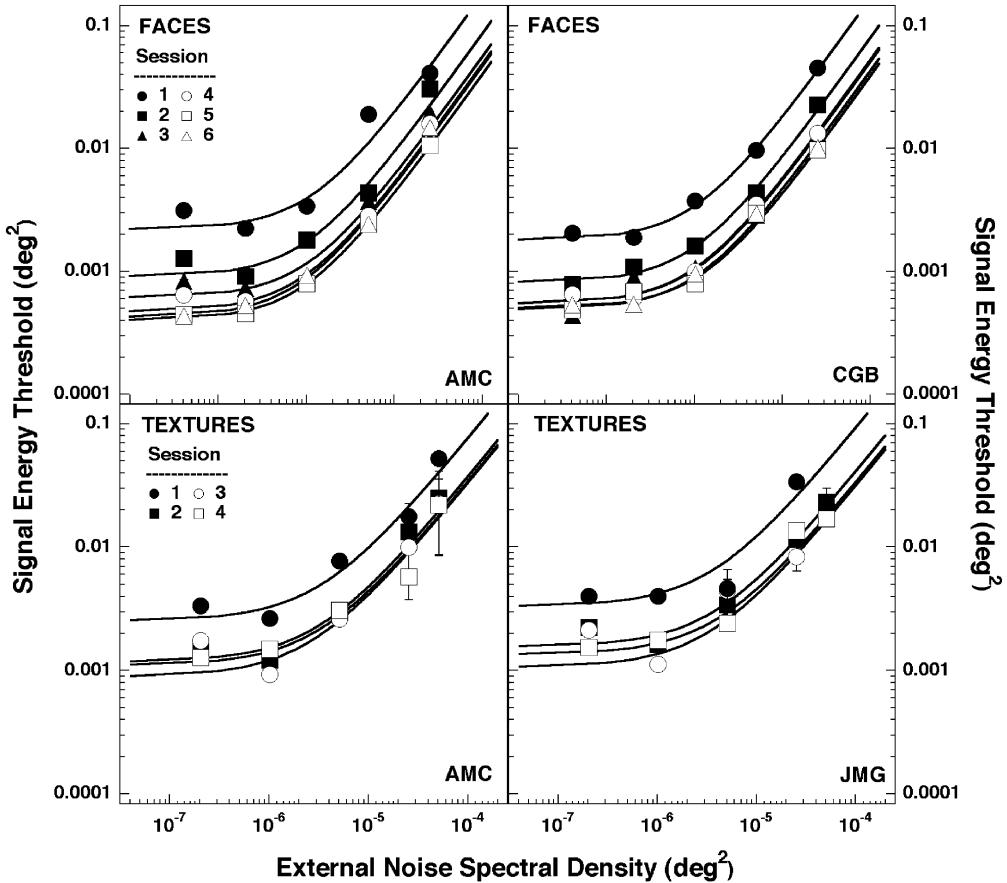 FACES
Session
1 4
2 5
3 6
AMC
FACES
CGB
TEXTURES
Session
1 3
2 4
AMC
TEXTURES
JMG
0.1
0.01
0.001
0.0001
0.1
0.01
0.001
0.0001
0.1
0.01
0.001
0.0001
0.1
0.01
0.001
0.0001
10-7 10-6 10-5 10-4
10-7 10-6 10-5 10-4
Signal Energy Threshold (deg2)
Signal Energy Threshold (deg2)
External Noise Spectral Density (deg2)